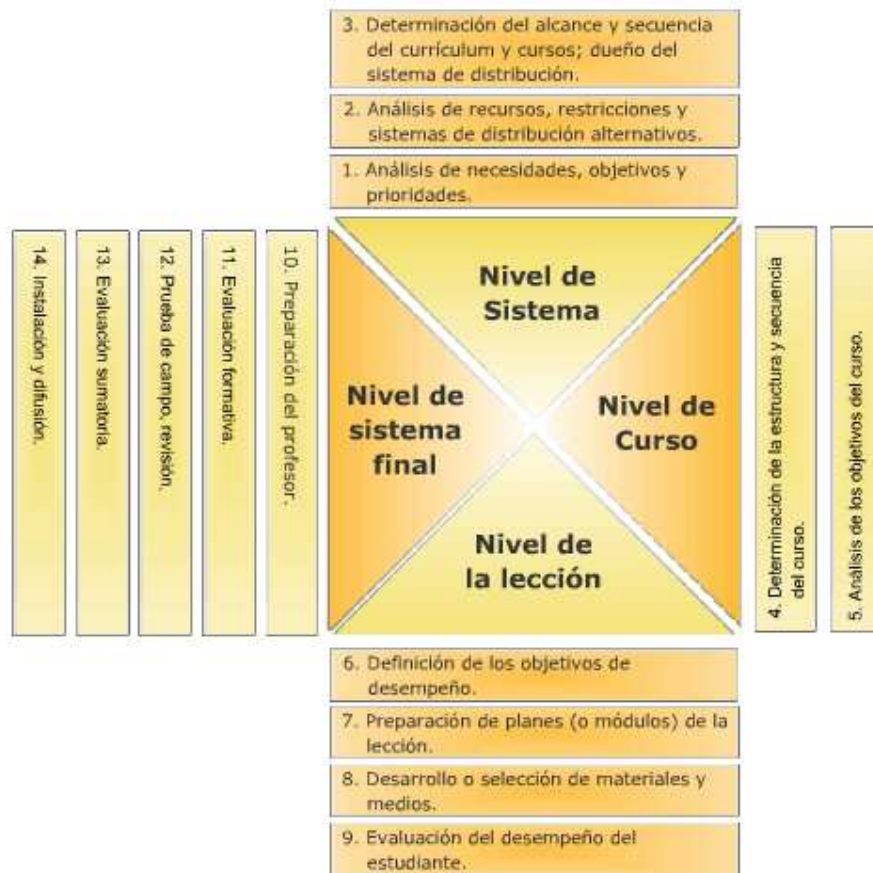 3. Determinación del alcance y secuencia
del currículum y cursos; dueño del
sistema de distribución.
2. Análisis de recursos, restricciones y
sistemas de distribución alternativos.
1. Análisis de necesidades, objetivos y
prioridades.
14. Instalación y difusión.
13. Evaluación sumatoria.
12. Prueba de campo, revisión.
11. Evaluación formativa.
10. Preparación del profesor.
Nivel de
Sistema
Nivel de
sistema
final
Nivel de
Curso
Nivel de
la lección
4. Determinación de la estructura y secuencia
del curso.
5. Análisis de los objetivos del curso.
6. Definición de los objetivos de
desempeño.
7. Preparación de planes (o módulos) de la
lección.
8. Desarrollo o selección de materiales y
medios.
9. Evaluación del desempeño del
estudiante.